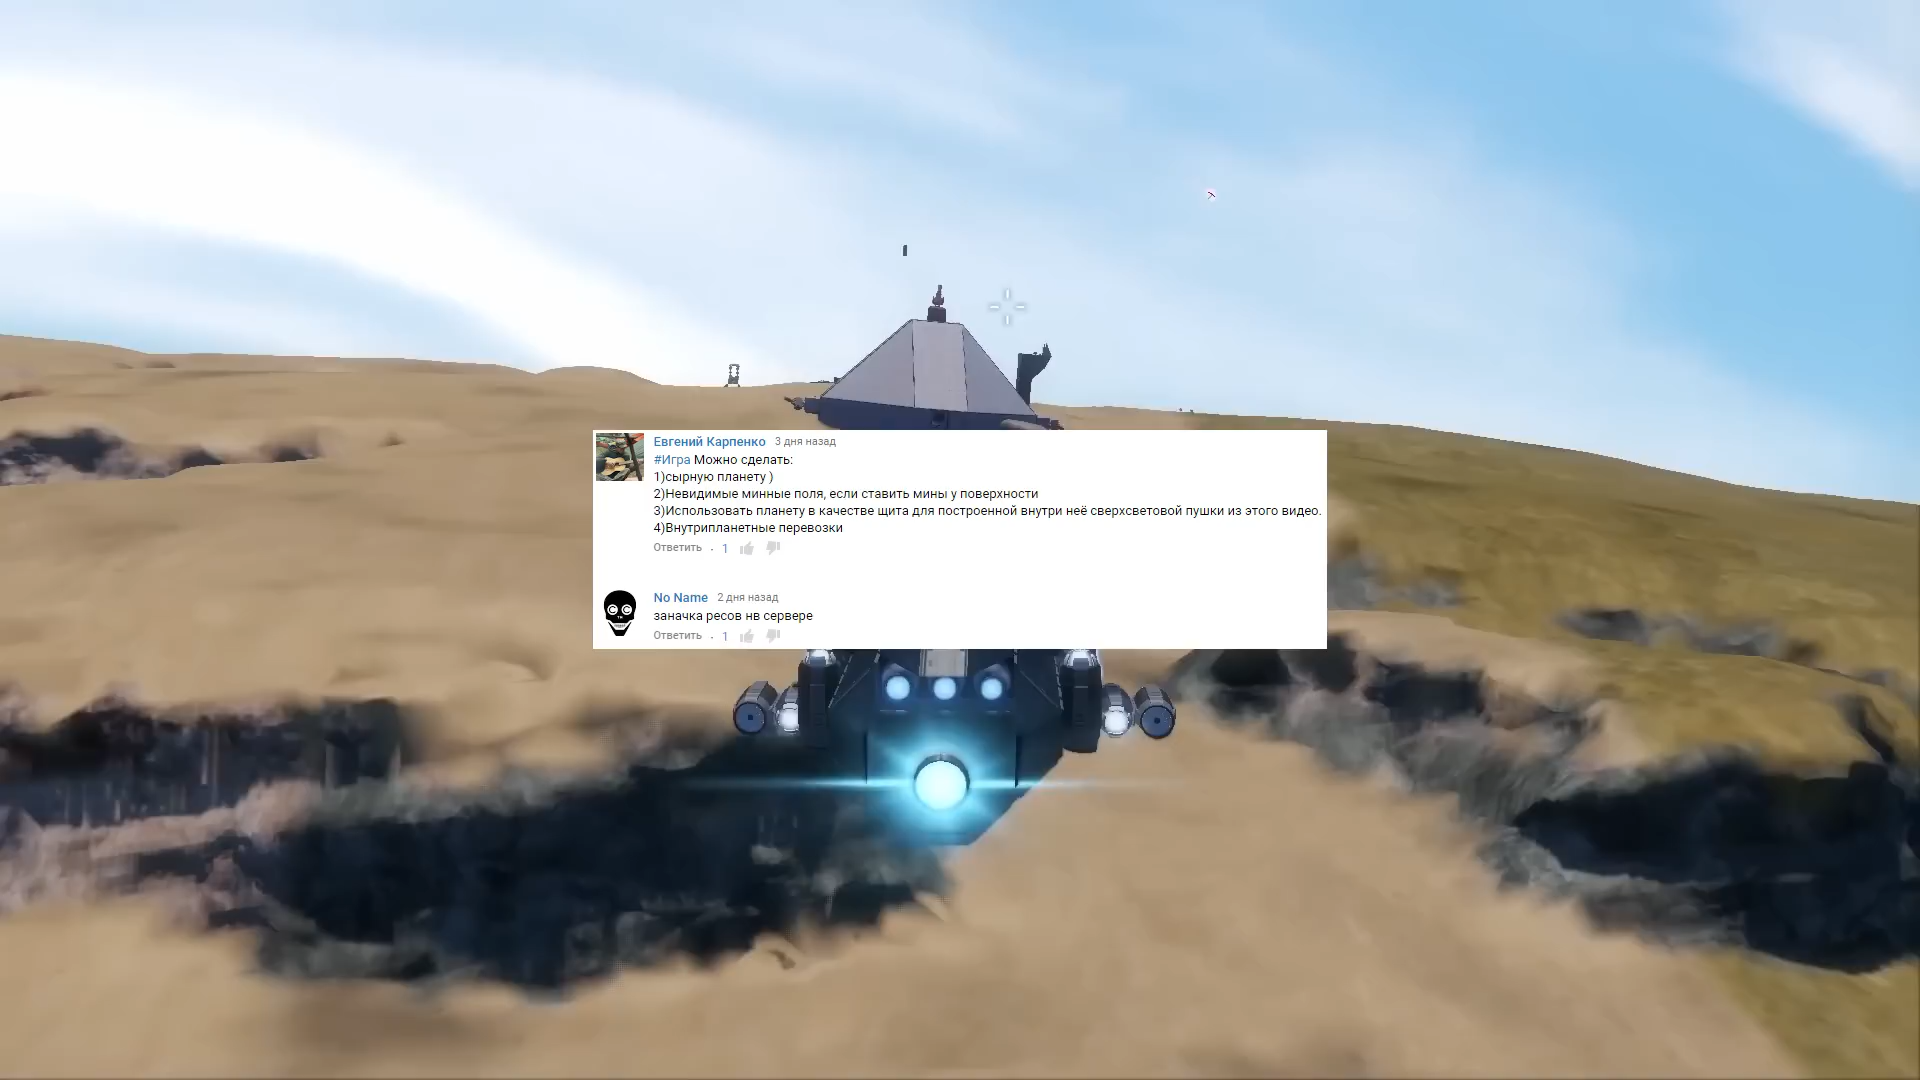 Евгений Карпенко 3 дня назад
#Игра Можно сделать:
1)сырную планету )
2)Невидимые минные поля, если ставить мины у поверхности
3)Использовать планету в качестве щита для построенной внутри неё сверхсветовой пушки из этого видео.
4)Внутрипланетные перевозки
Ответить · 1
No Name 2 дня назад
заначка ресов нв сервере
Ответить · 1